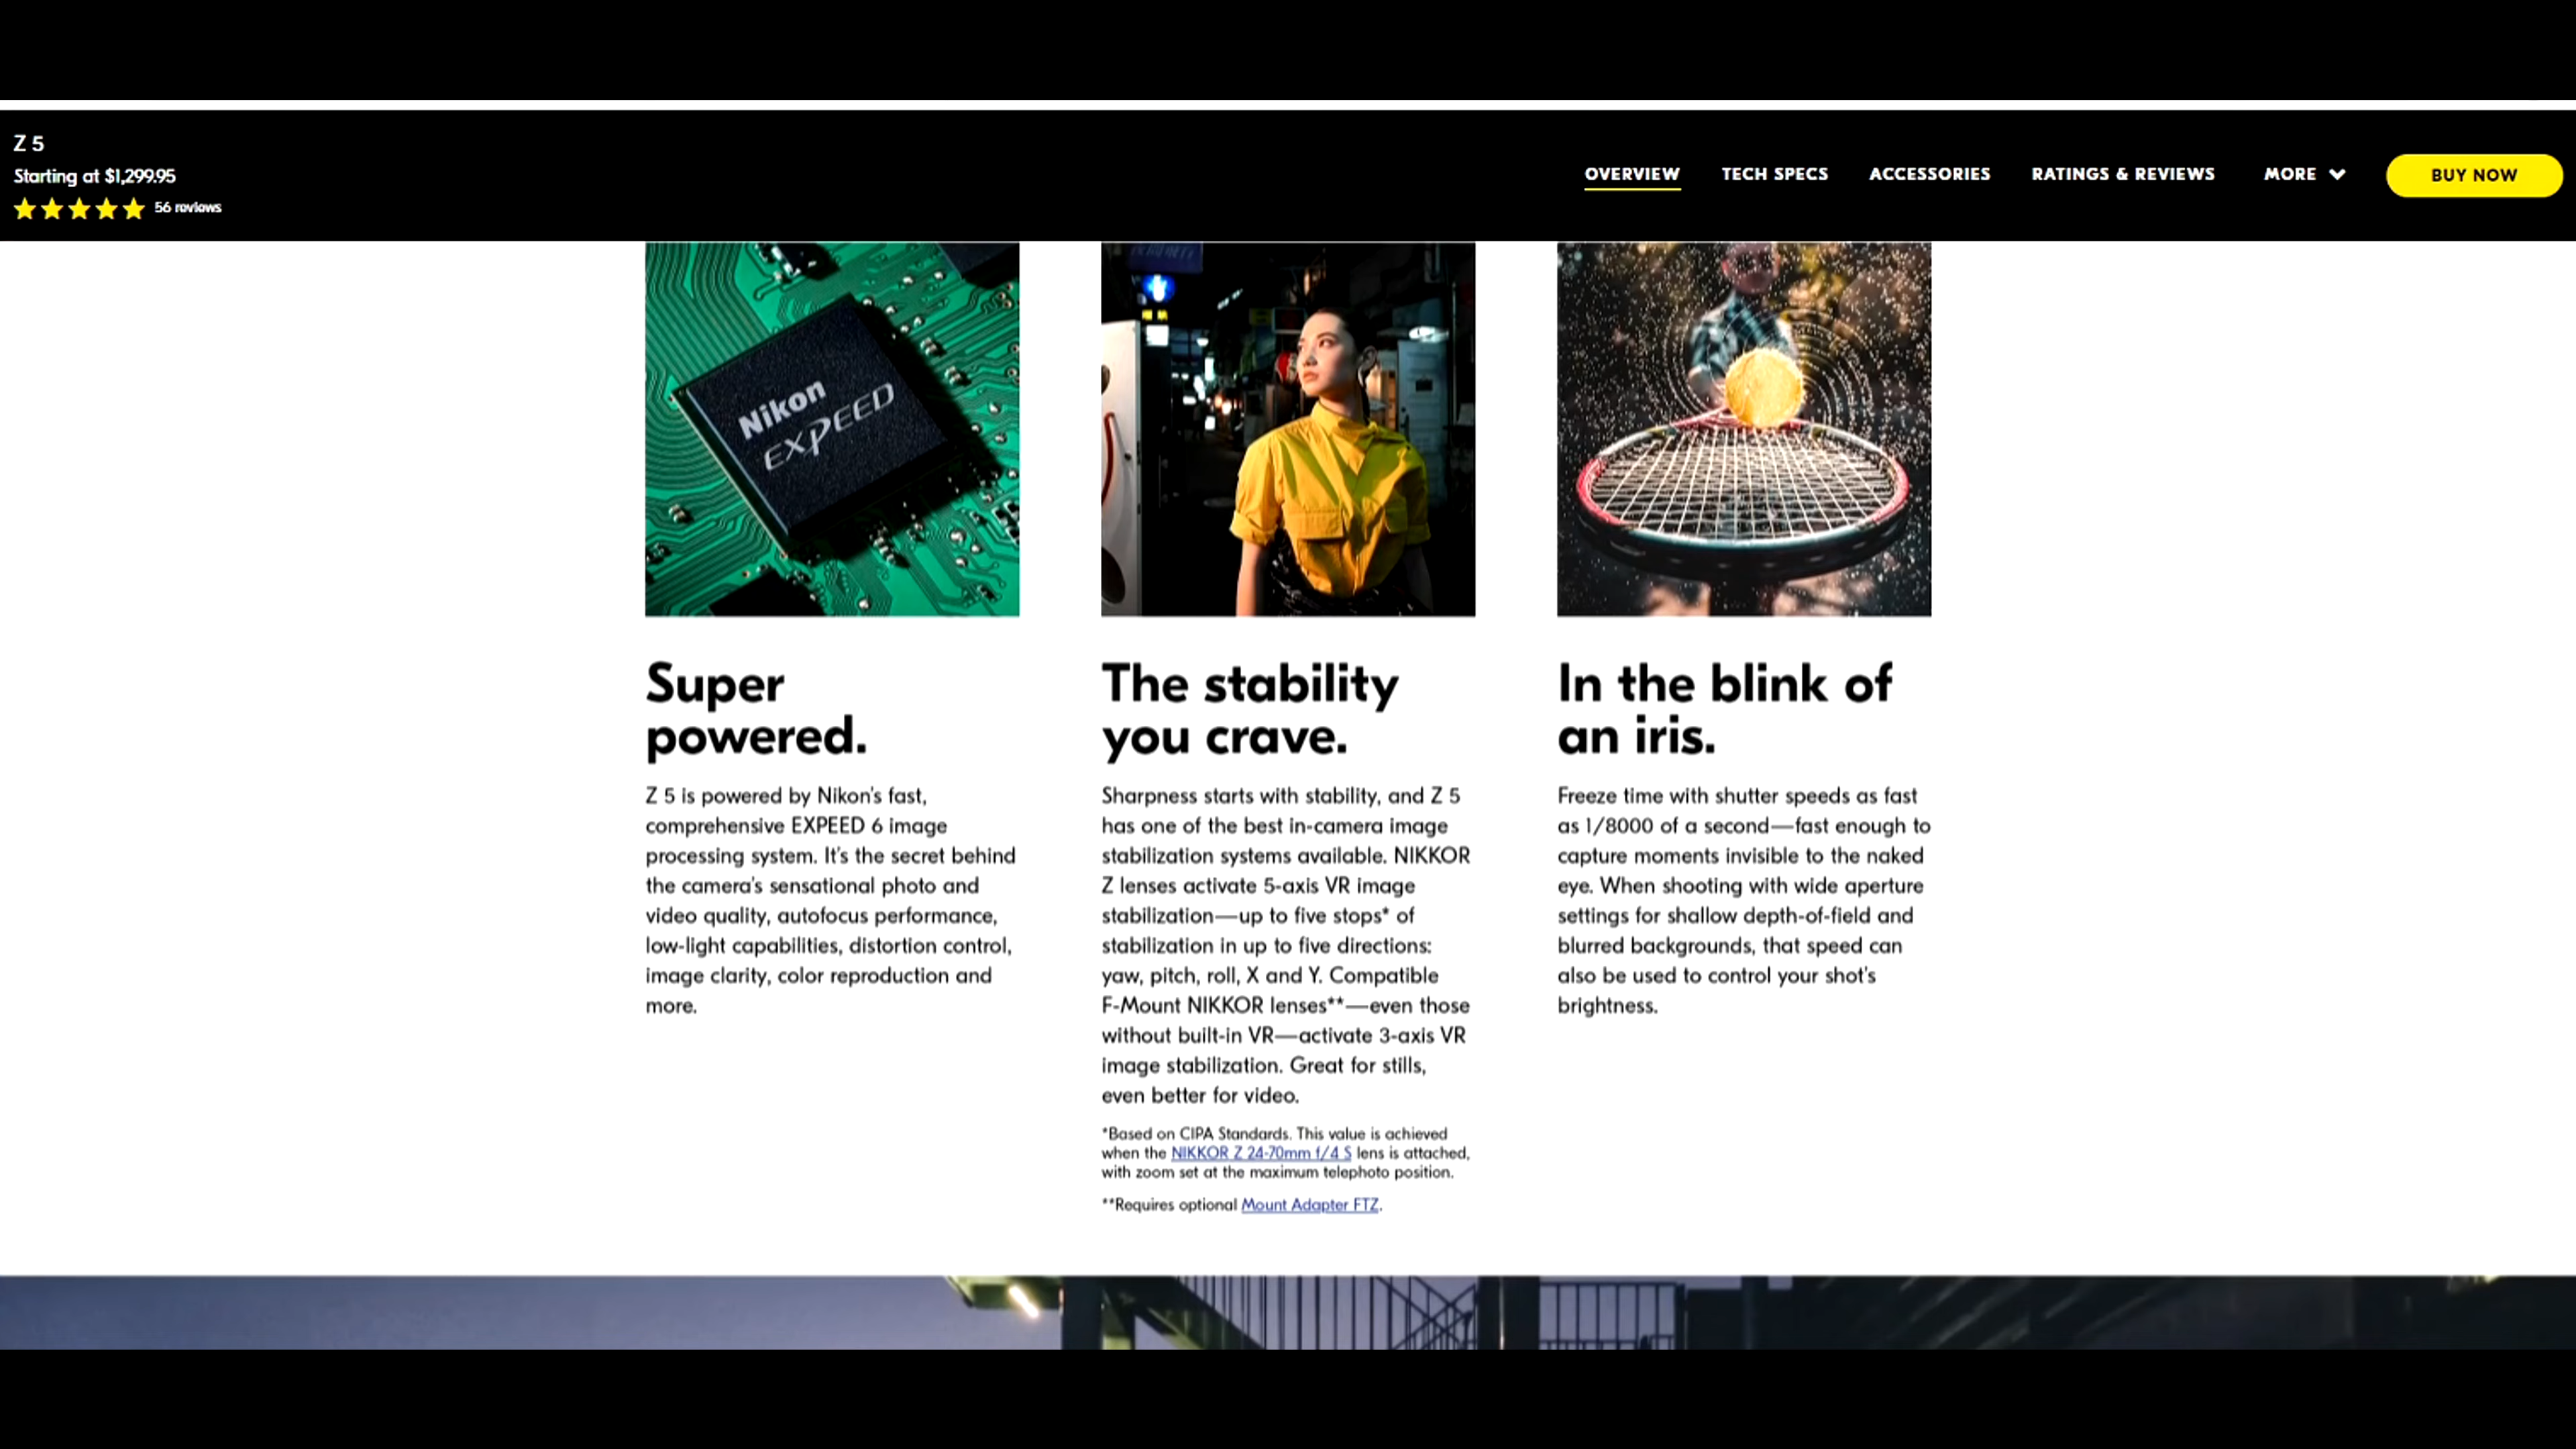 Z 5
Starting at $1,299.95
56 reviews
OVERVIEW
TECH SPECS
ACCESSORIES
RATINGS & REVIEWS
MORE
BUY NOW
Nikon
EXPEED
Super
powered.
Z 5 is powered by Nikon's fast,
comprehensive EXPEED 6 image
processing system. It's the secret behind
the camera's sensational photo and
video quality, autofocus performance,
low-light capabilities, distortion control,
image clarity, color reproduction and
more.
The stability
you crave.
Sharpness starts with stability, and Z 5
has one of the best in-camera image
stabilization systems available. NIKKOR
Z lenses activate 5-axis VR image
stabilization—up to five stops* of
stabilization in up to five directions:
yaw, pitch, roll, X and Y. Compatible
F-Mount NIKKOR lenses**—even those
without built-in VR—activate 3-axis VR
image stabilization. Great for stills,
even better for video.
*Based on CIPA Standards. This value is achieved
when the NIKKOR Z 24-70mm f/4 S lens is attached,
with zoom set at the maximum telephoto position.
**Requires optional Mount Adapter FTZ.
In the blink of
an iris.
Freeze time with shutter speeds as fast
as 1/8000 of a second—fast enough to
capture moments invisible to the naked
eye. When shooting with wide aperture
settings for shallow depth-of-field and
blurred backgrounds, that speed can
also be used to control your shot's
brightness.